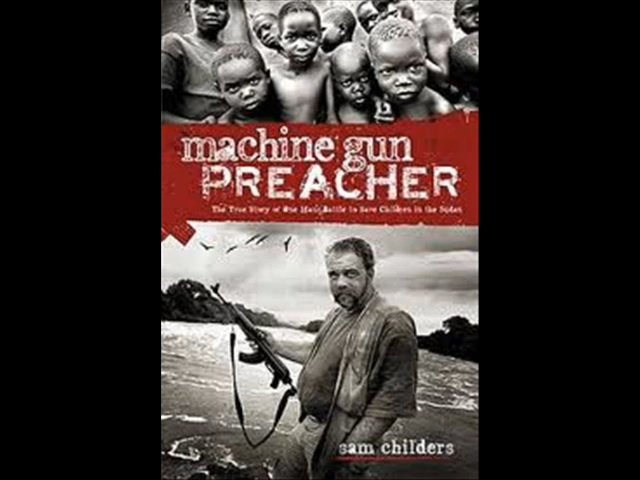 machine gun
PREACHER
The True Story of One Man's Battle to Save Children in the Sudan
sam childers